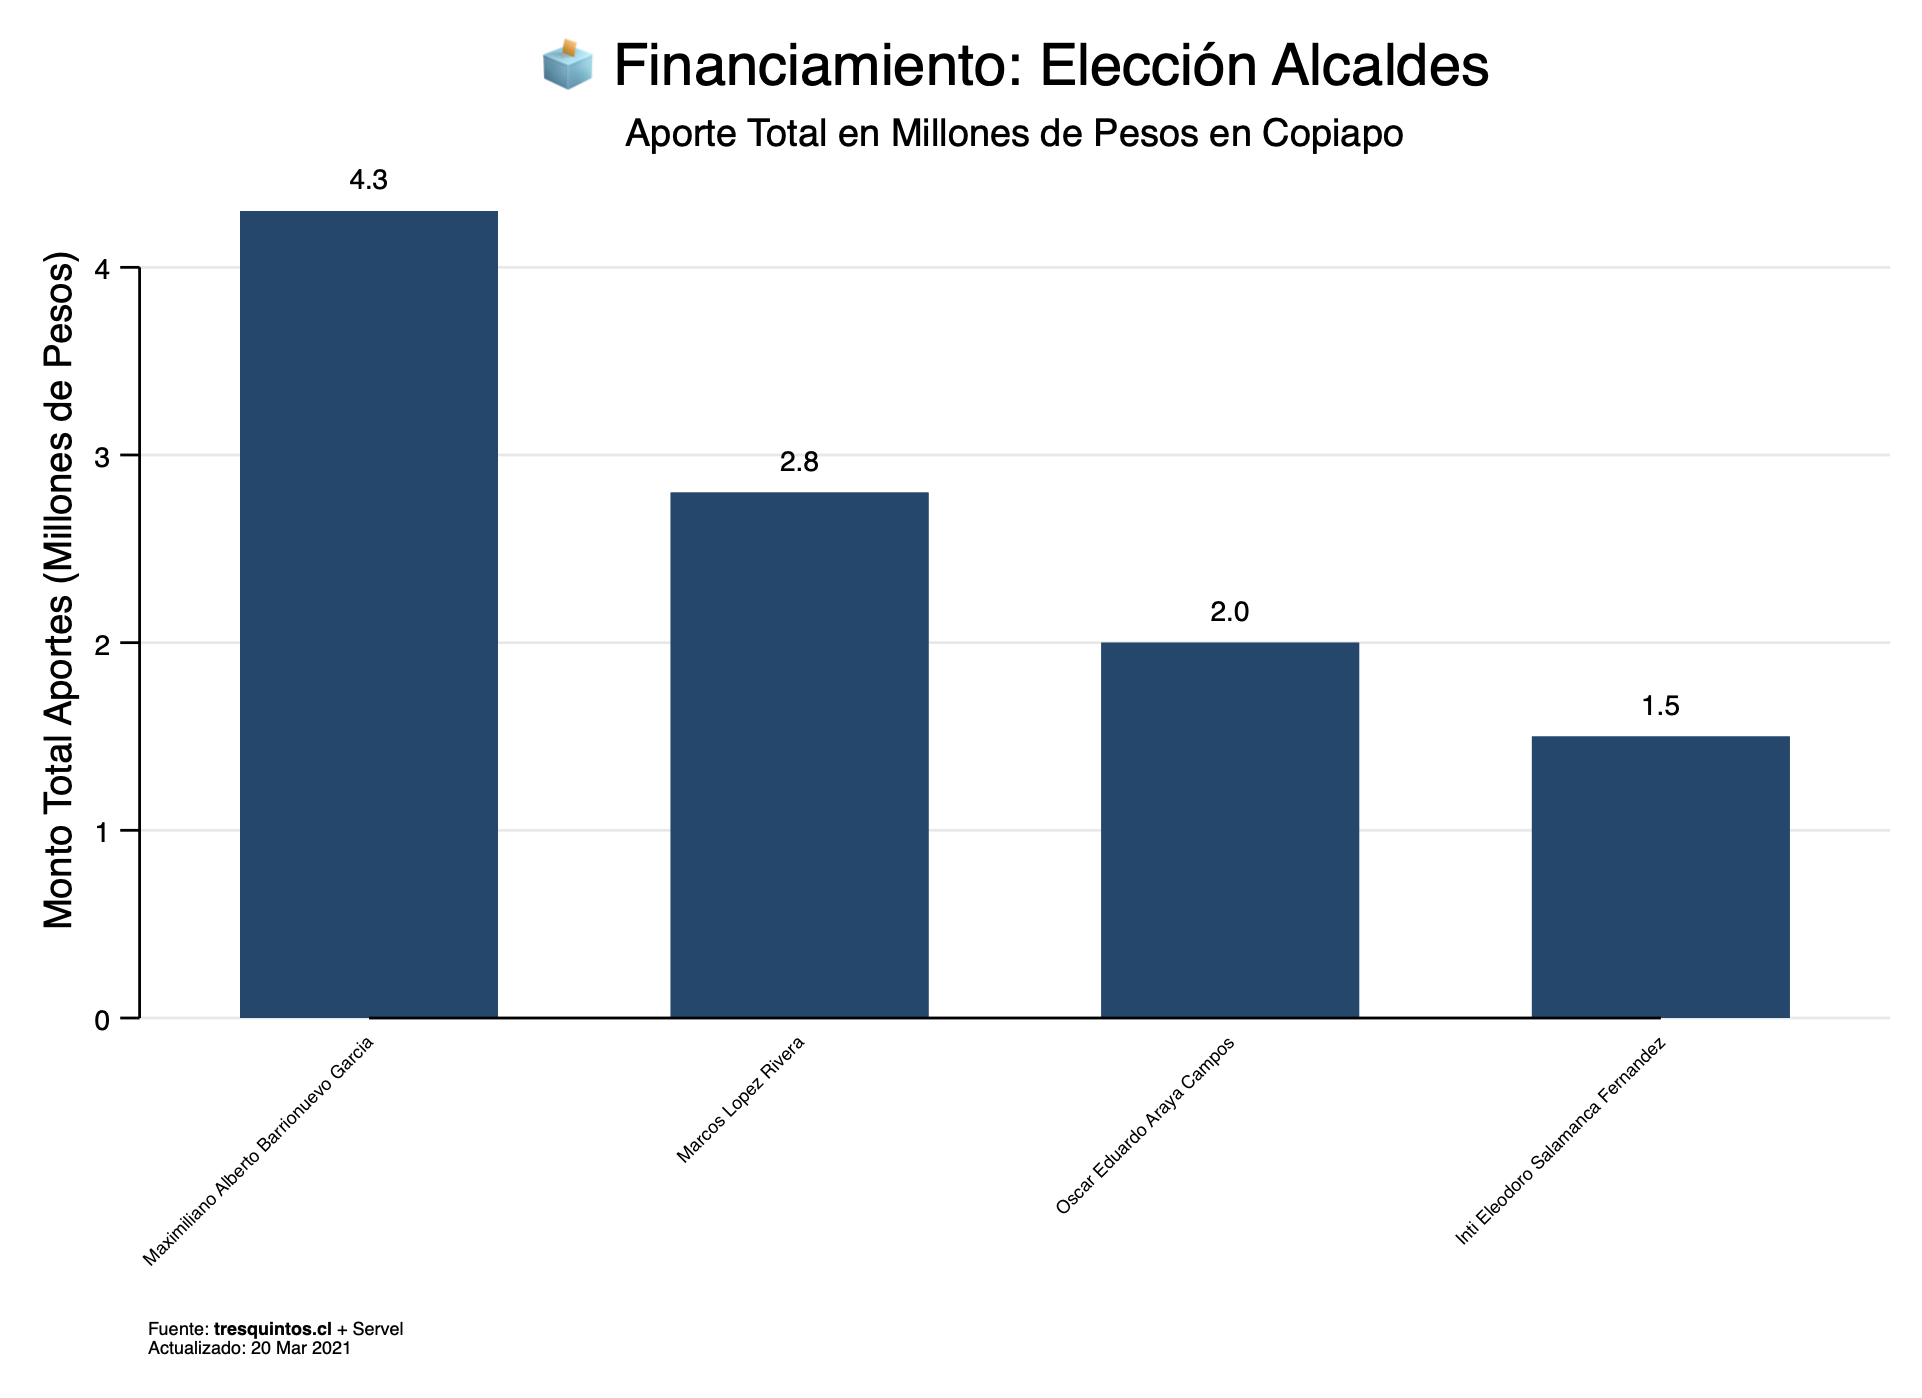 Financiamiento: Elección Alcaldes
Aporte Total en Millones de Pesos en Copiapo
Monto Total Aportes (Millones de Pesos)
4
3
2
1
0
4.3
2.8
2.0
1.5
Maximiliano Alberto Barrionuevo Garcia
Marcos Lopez Rivera
Oscar Eduardo Araya Campos
Inti Eleodoro Salamanca Fernandez
Fuente: tresquintos.cl + Servel
Actualizado: 20 Mar 2021